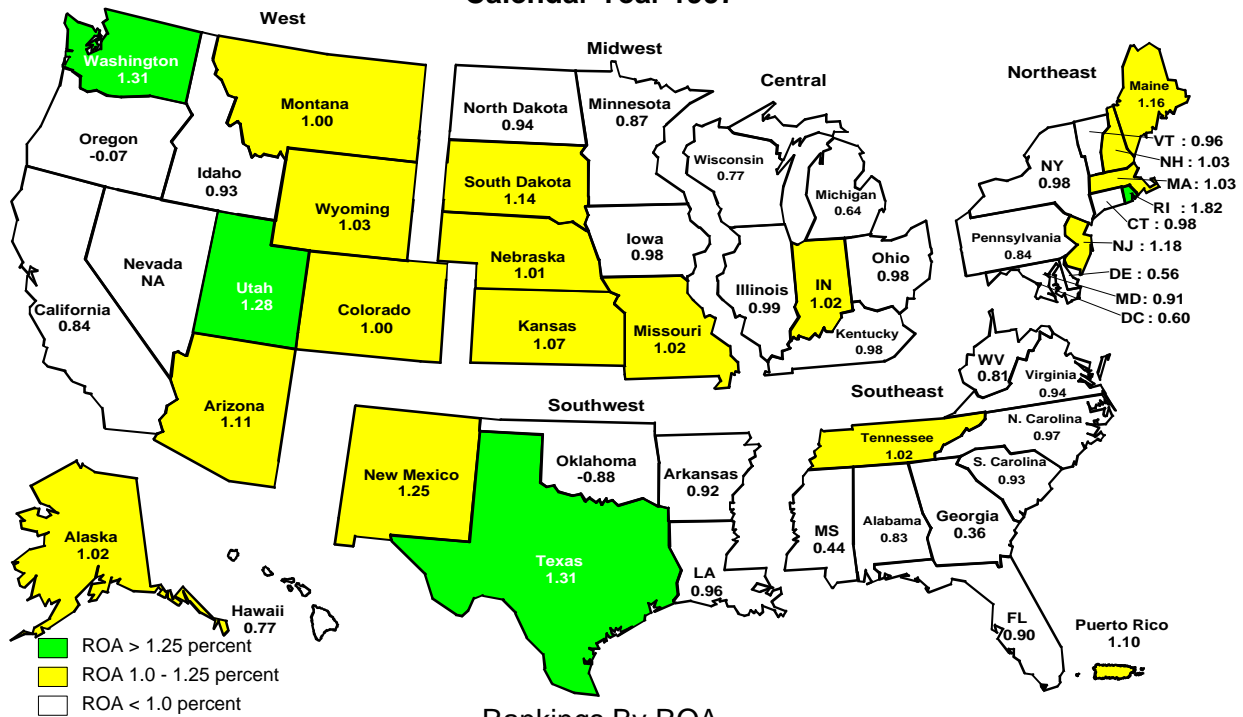 West
Midwest
Central
Northeast
Washington
1.31
Oregon
-0.07
California
0.84
Nevada
NA
Idaho
0.93
Montana
1.00
Wyoming
1.03
Utah
1.28
Colorado
1.00
Arizona
1.11
Alaska
1.02
Hawaii
0.77
North Dakota
0.94
South Dakota
1.14
Nebraska
1.01
Kansas
1.07
Minnesota
0.87
Iowa
0.98
Missouri
1.02
Wisconsin
0.77
Michigan
0.64
Illinois
0.99
IN
1.02
Ohio
0.98
Kentucky
0.98
Maine
1.16
NY
0.98
Pennsylvania
0.84
VT : 0.96
NH : 1.03
MA : 1.03
RI : 1.82
CT : 0.98
NJ : 1.18
DE : 0.56
MD: 0.91
DC : 0.60
Southwest
New Mexico
1.25
Oklahoma
-0.88
Texas
1.31
Arkansas
0.92
LA
0.96
Southeast
WV
0.81
Virginia
0.94
N. Carolina
0.97
Tennessee
1.02
S. Carolina
0.93
MS
0.44
Alabama
0.83
Georgia
0.36
FL
0.90
Puerto Rico
1.10
ROA > 1.25 percent
ROA 1.0 - 1.25 percent
ROA < 1.0 percent